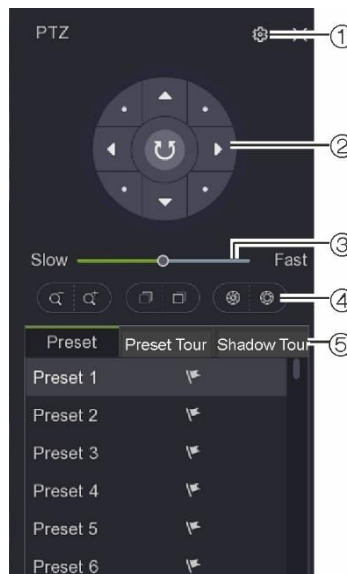 PTZ ①
②
③
Slow Fast
④
Preset Preset Tour Shadow Tour ⑤
Preset 1
Preset 2
Preset 3
Preset 4
Preset 5
Preset 6